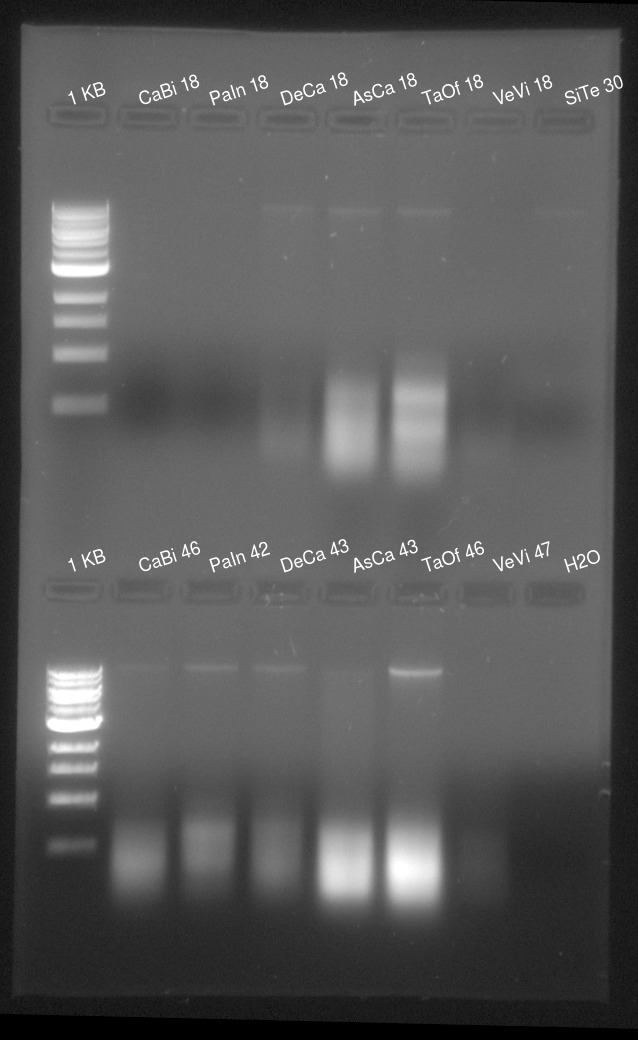 1 KB CaBi 18 PaIn 18 DeCa 18 AsCa 18 TaOf 18 VeVi 18 SiTe 30
1 KB CaBi 46 PaIn 42 DeCa 43 AsCa 43 TaOf 46 VeVi 47 H2O